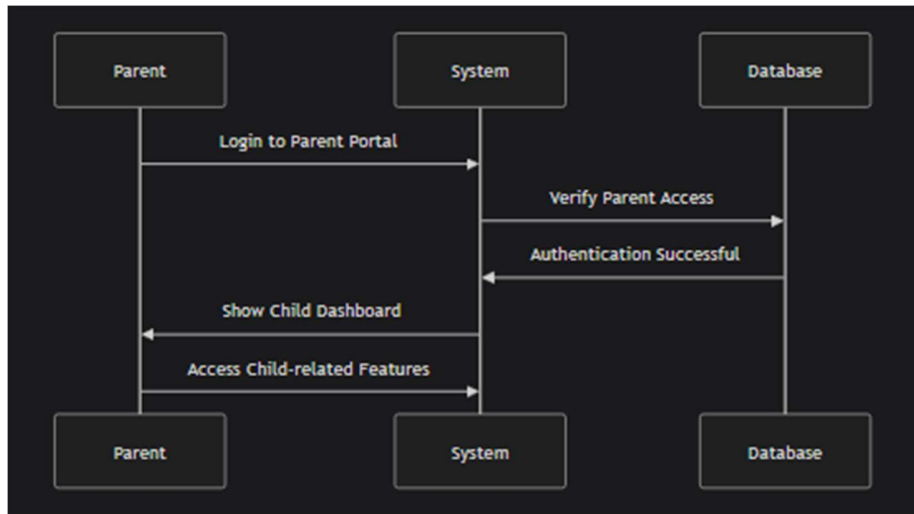 Parent
System
Database
Login to Parent Portal
Verify Parent Access
Authentication Successful
Show Child Dashboard
Access Child-related Features
Parent
System
Database